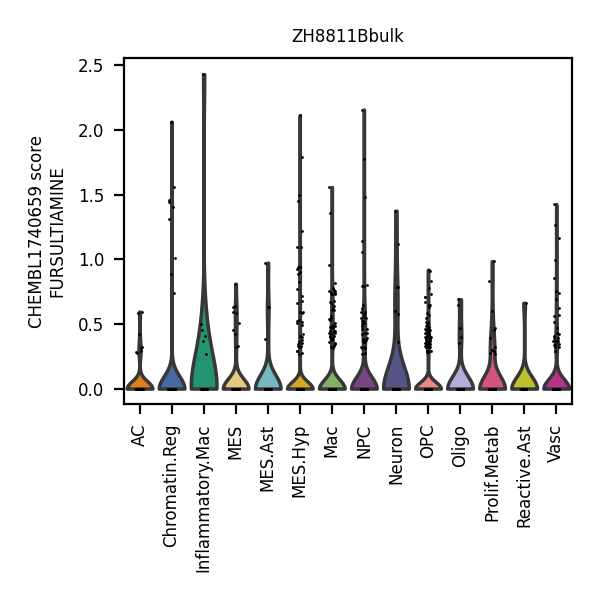 ZH8811Bbulk
CHEMBL1740659 score
FURSULTIAMINE
2.5
2.0
1.5
1.0
0.5
0.0
AC
Chromatin.Reg
Inflammatory.Mac
MES
MES.Ast
MES.Hyp
Mac
NPC
Neuron
OPC
Oligo
Prolif.Metab
Reactive.Ast
Vasc